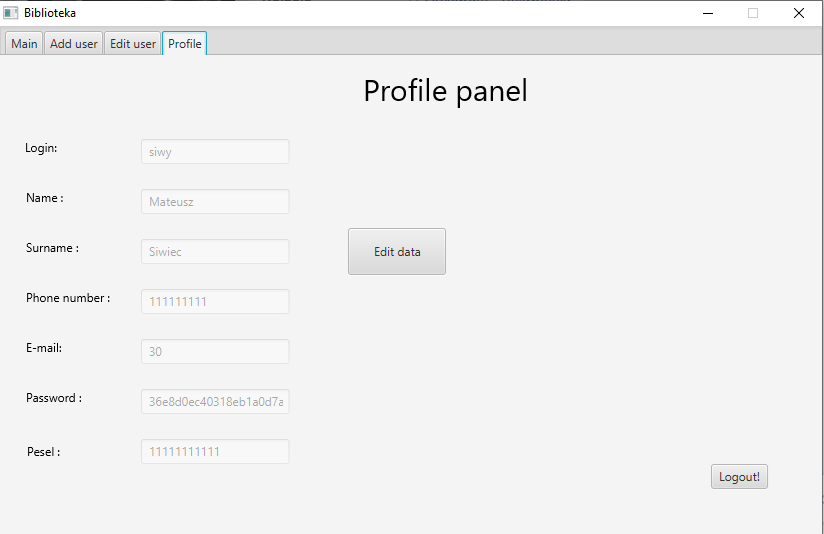 Biblioteka
Main Add user Edit user Profile
Profile panel
Login: siwy
Name : Mateusz
Surname : Siwiec
Edit data
Phone number : 111111111
E-mail: 30
Password : 36e8d0ec40318eb1a0d7a
Pesel : 11111111111
Logout!